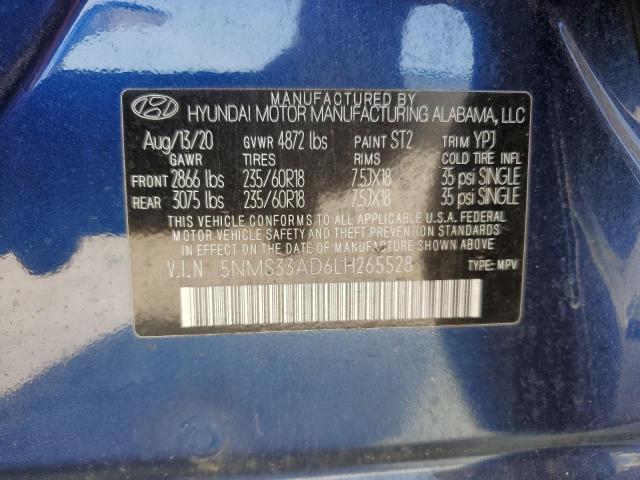 MANUFACTURED BY
HYUNDAI MOTOR MANUFACTURING ALABAMA, LLC
Aug/13/20 GVWR 4872 lbs PAINT ST2 TRIM YPJ
GAWR TIRES RIMS COLD TIRE INFL
FRONT 2866 lbs 235/60R18 7.5JX18 35 psi SINGLE
REAR 3075 lbs 235/60R18 7.5JX18 35 psi SINGLE
THIS VEHICLE CONFORMS TO ALL APPLICABLE U.S.A. FEDERAL
MOTOR VEHICLE SAFETY AND THEFT PREVENTION STANDARDS
IN EFFECT ON THE DATE OF MANUFACTURE SHOWN ABOVE.
V.I.N 5NMS33AD6LH265528 TYPE: MPV